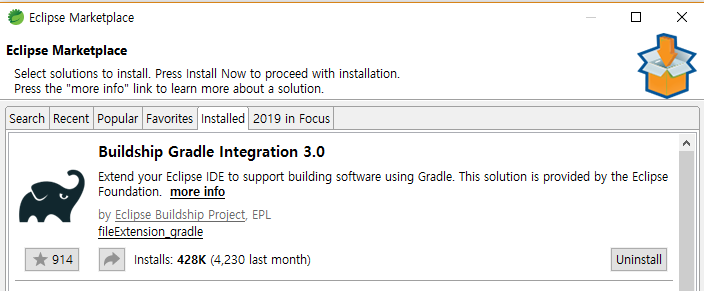 Eclipse Marketplace
Eclipse Marketplace
Select solutions to install. Press Install Now to proceed with installation.
Press the "more info" link to learn more about a solution.
Search Recent Popular Favorites Installed 2019 in Focus
Buildship Gradle Integration 3.0
Extend your Eclipse IDE to support building software using Gradle. This solution is provided by the Eclipse
Foundation. more info
by Eclipse Buildship Project, EPL
fileExtension_gradle
914 Installs: 428K (4,230 last month) Uninstall